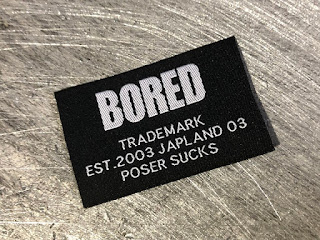 BORED
TRADEMARK
EST.2003 JAPLAND 03
POSER SUCKS